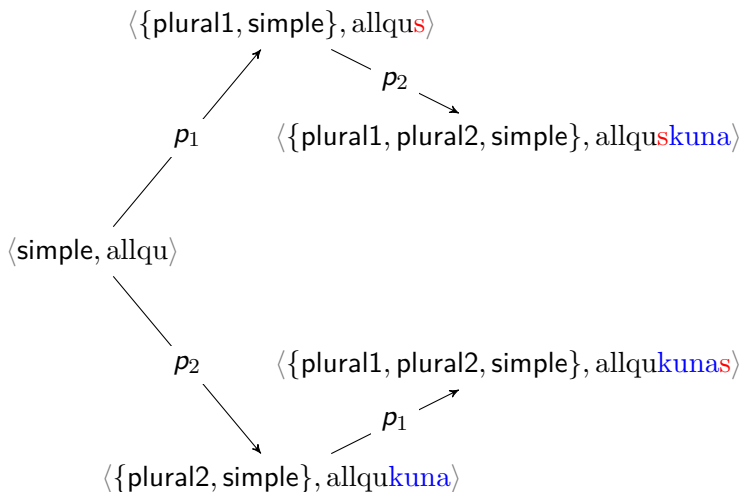 ⟨{plural1, simple}, allqus⟩
p₂
⟨{plural1, plural2, simple}, allquskuna⟩
p₁
⟨simple, allqu⟩
p₂
⟨{plural1, plural2, simple}, allqukunas⟩
p₁
⟨{plural2, simple}, allqukuna⟩